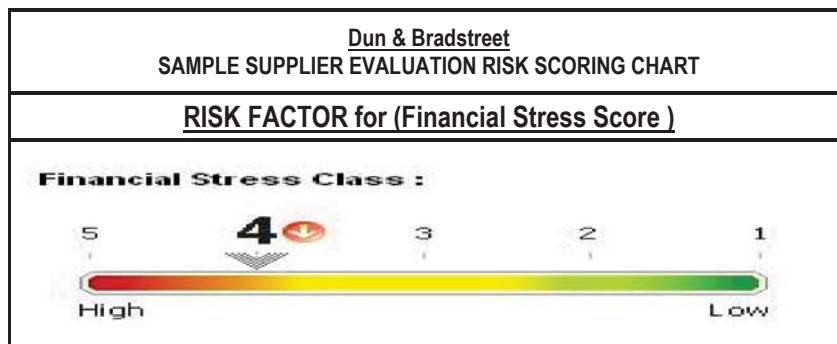 Dun & Bradstreet
SAMPLE SUPPLIER EVALUATION RISK SCORING CHART
RISK FACTOR for (Financial Stress Score )
Financial Stress Class :
5 4 3 2 1
High Low